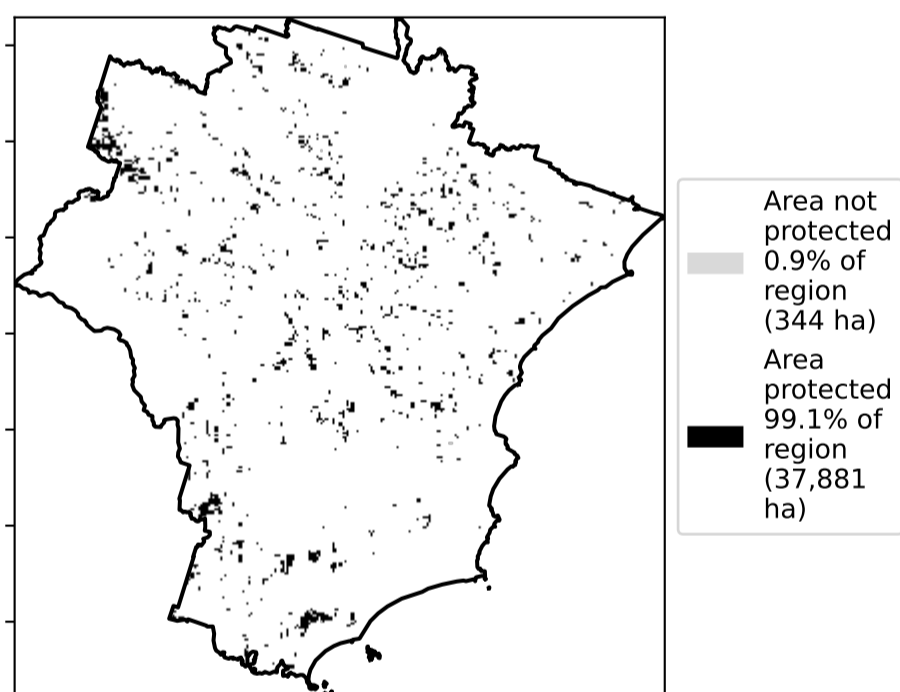 Area not
protected
0.9% of
region
(344 ha)
Area
protected
99.1% of
region
(37,881
ha)